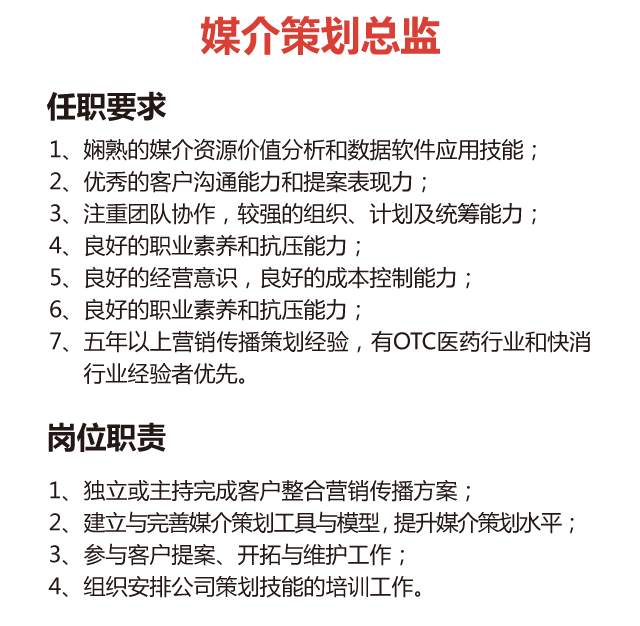 媒介策划总监
任职要求
1、娴熟的媒介资源价值分析和数据软件应用技能；
2、优秀的客户沟通能力和提案表现力；
3、注重团队协作，较强的组织、计划及统筹能力；
4、良好的职业素养和抗压能力；
5、良好的经营意识，良好的成本控制能力；
6、良好的职业素养和抗压能力；
7、五年以上营销传播策划经验，有OTC医药行业和快消
行业经验者优先。
岗位职责
1、独立或主持完成客户整合营销传播方案；
2、建立与完善媒介策划工具与模型，提升媒介策划水平；
3、参与客户提案、开拓与维护工作；
4、组织安排公司策划技能的培训工作。